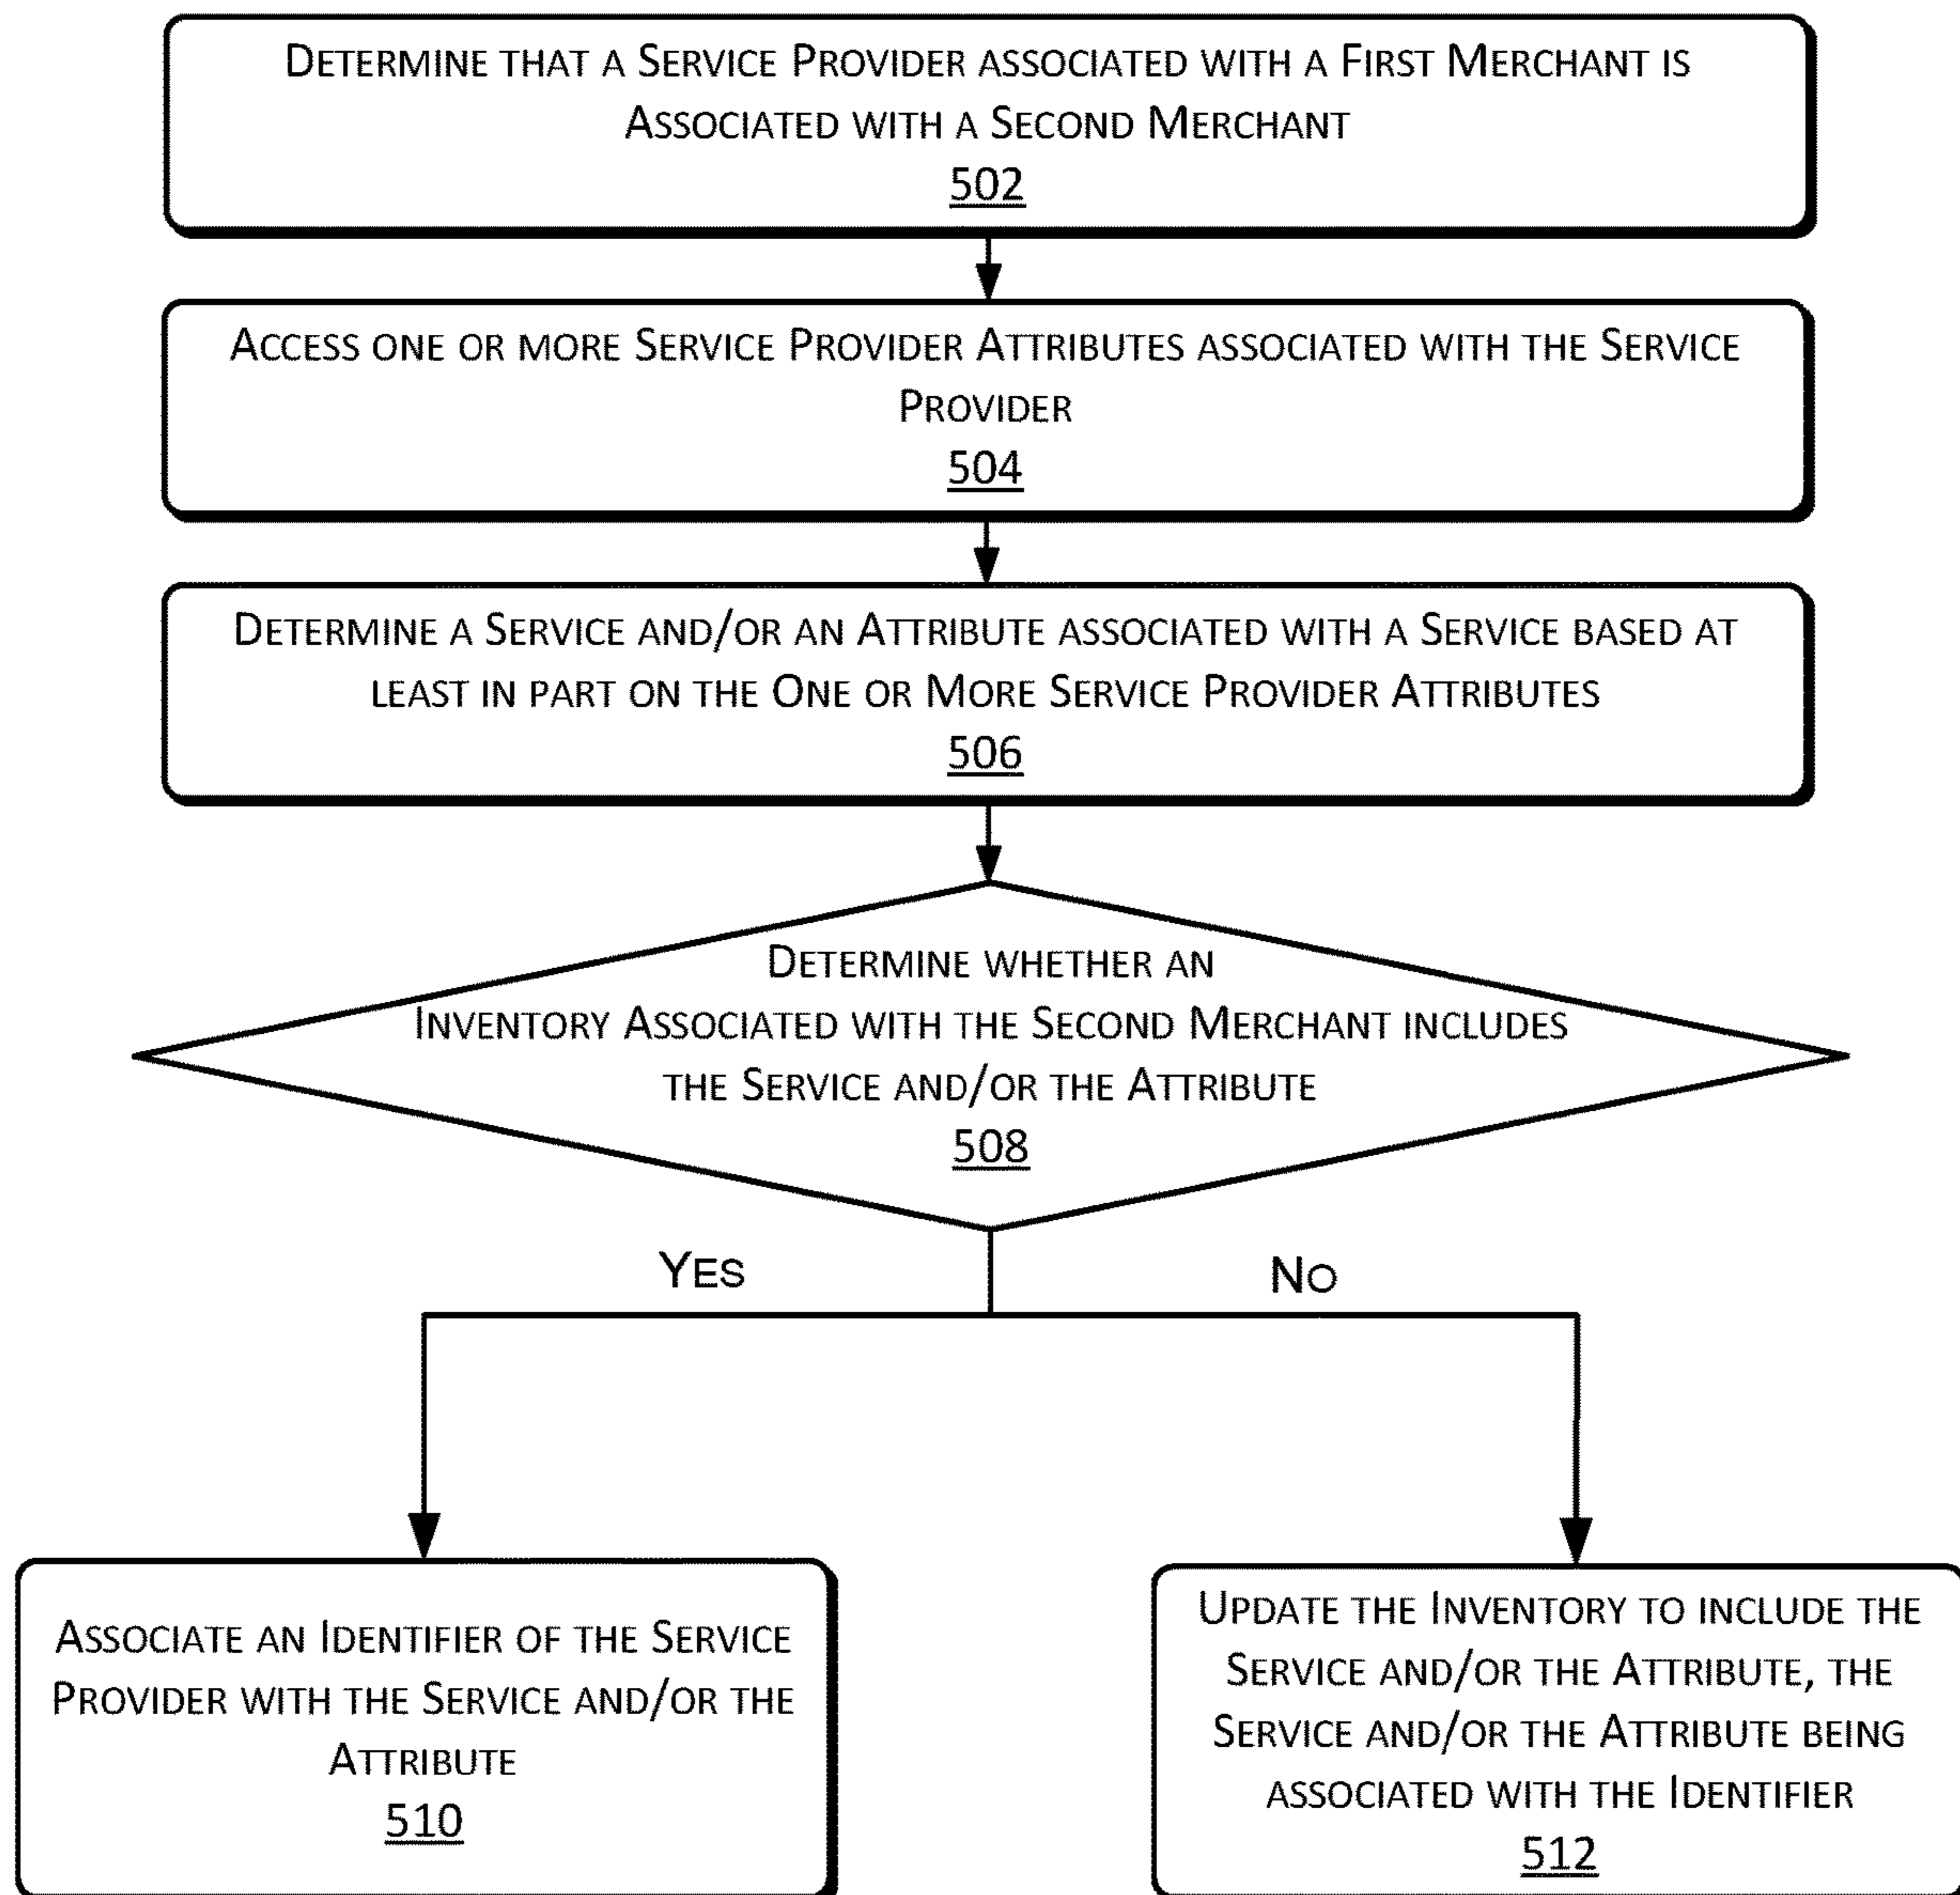 Determine that a Service Provider associated with a First Merchant is
Associated with a Second Merchant
502
Access one or more Service Provider Attributes associated with the Service
Provider
504
Determine a Service and/or an Attribute associated with a Service based at
least in part on the One or More Service Provider Attributes
506
Determine whether an
Inventory Associated with the Second Merchant includes
the Service and/or the Attribute
508
Yes
No
Associate an Identifier of the Service
Provider with the Service and/or the
Attribute
510
Update the Inventory to include the
Service and/or the Attribute, the
Service and/or the Attribute being
associated with the Identifier
512